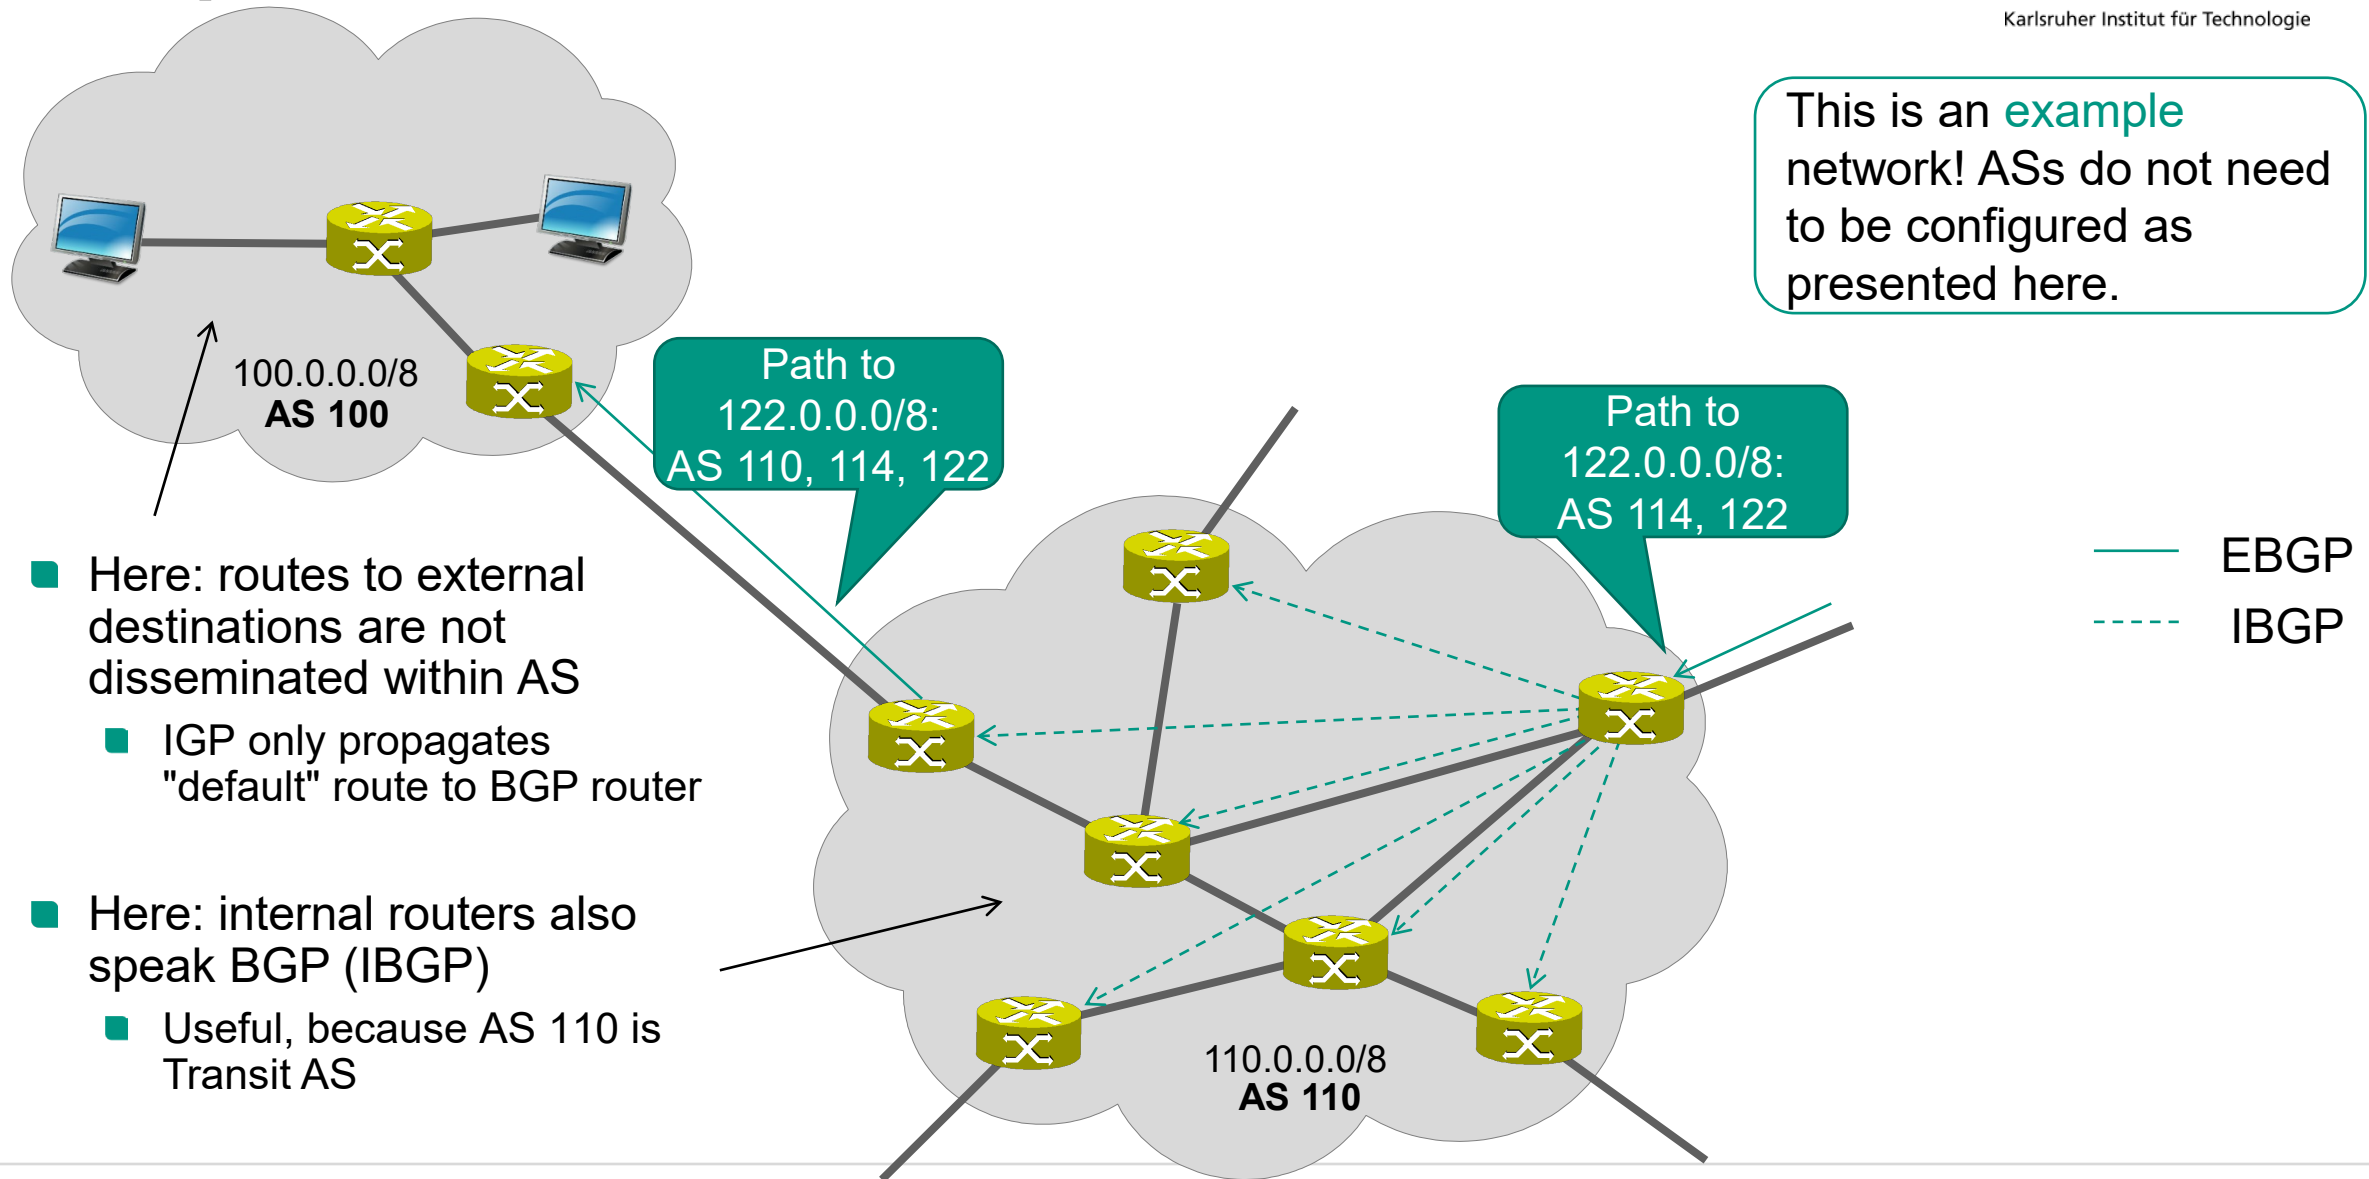 Karlsruher Institut für Technologie
This is an example
network! ASs do not need
to be configured as
presented here.
100.0.0.0/8
AS 100
Path to
122.0.0.0/8:
AS 110, 114, 122
Path to
122.0.0.0/8:
AS 114, 122
EBGP
IBGP
Here: routes to external
destinations are not
disseminated within AS
IGP only propagates
"default" route to BGP router
Here: internal routers also
speak BGP (IBGP)
Useful, because AS 110 is
Transit AS
110.0.0.0/8
AS 110